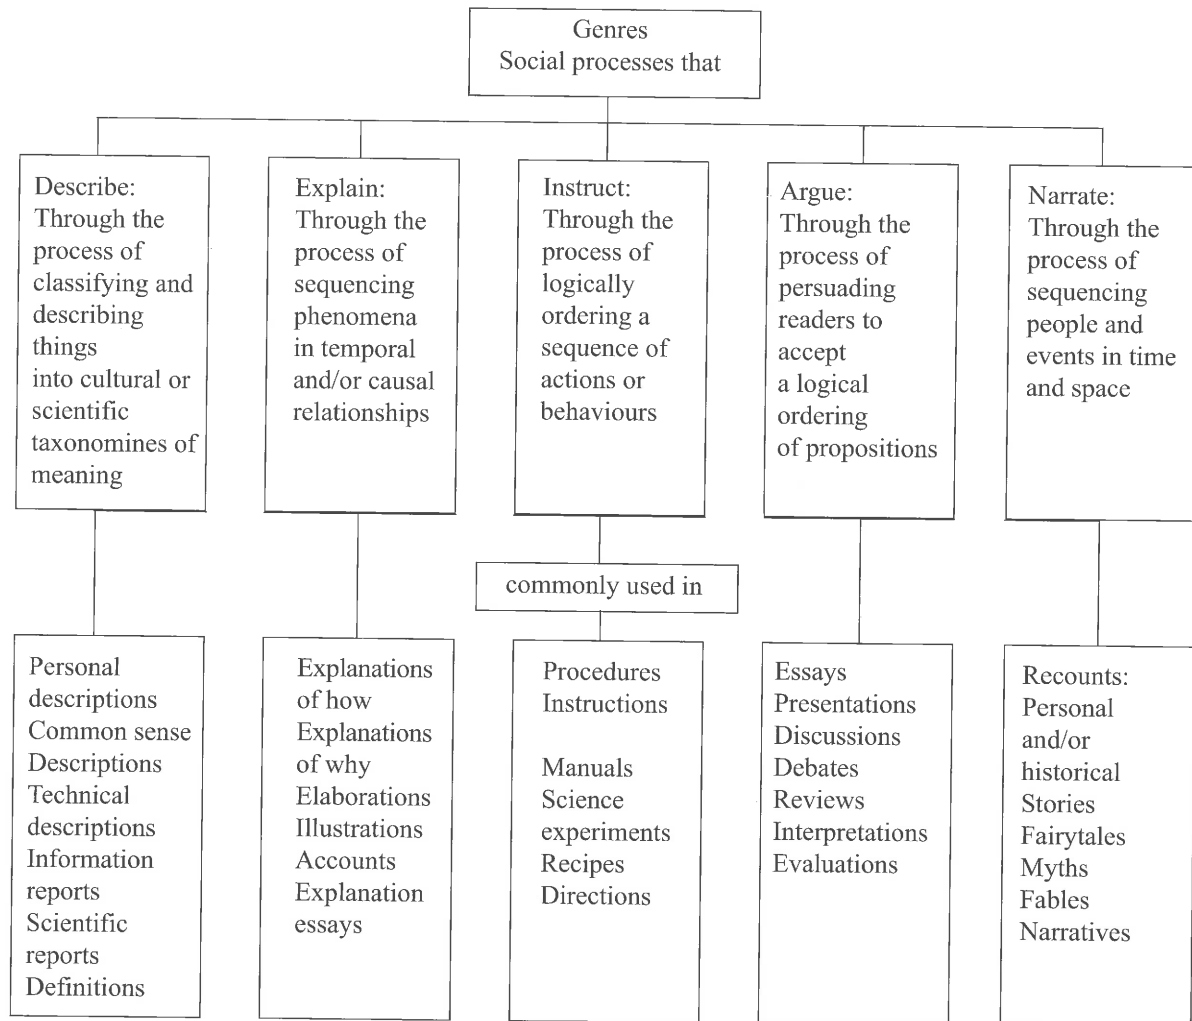 Genres
Social processes that
Describe:
Through the
process of
classifying and
describing
things
into cultural or
scientific
taxonomines of
meaning
Explain:
Through the
process of
sequencing
phenomena
in temporal
and/or causal
relationships
Instruct:
Through the
process of
logically
ordering a
sequence of
actions or
behaviours
Argue:
Through the
process of
persuading
readers to
accept
a logical
ordering
of propositions
Narrate:
Through the
process of
sequencing
people and
events in time
and space
commonly used in
Personal
descriptions
Common sense
Descriptions
Technical
descriptions
Information
reports
Scientific
reports
Definitions
Explanations
of how
Explanations
of why
Elaborations
Illustrations
Accounts
Explanation
essays
Procedures
Instructions
Manuals
Science
experiments
Recipes
Directions
Essays
Presentations
Discussions
Debates
Reviews
Interpretations
Evaluations
Recounts:
Personal
and/or
historical
Stories
Fairytales
Myths
Fables
Narratives